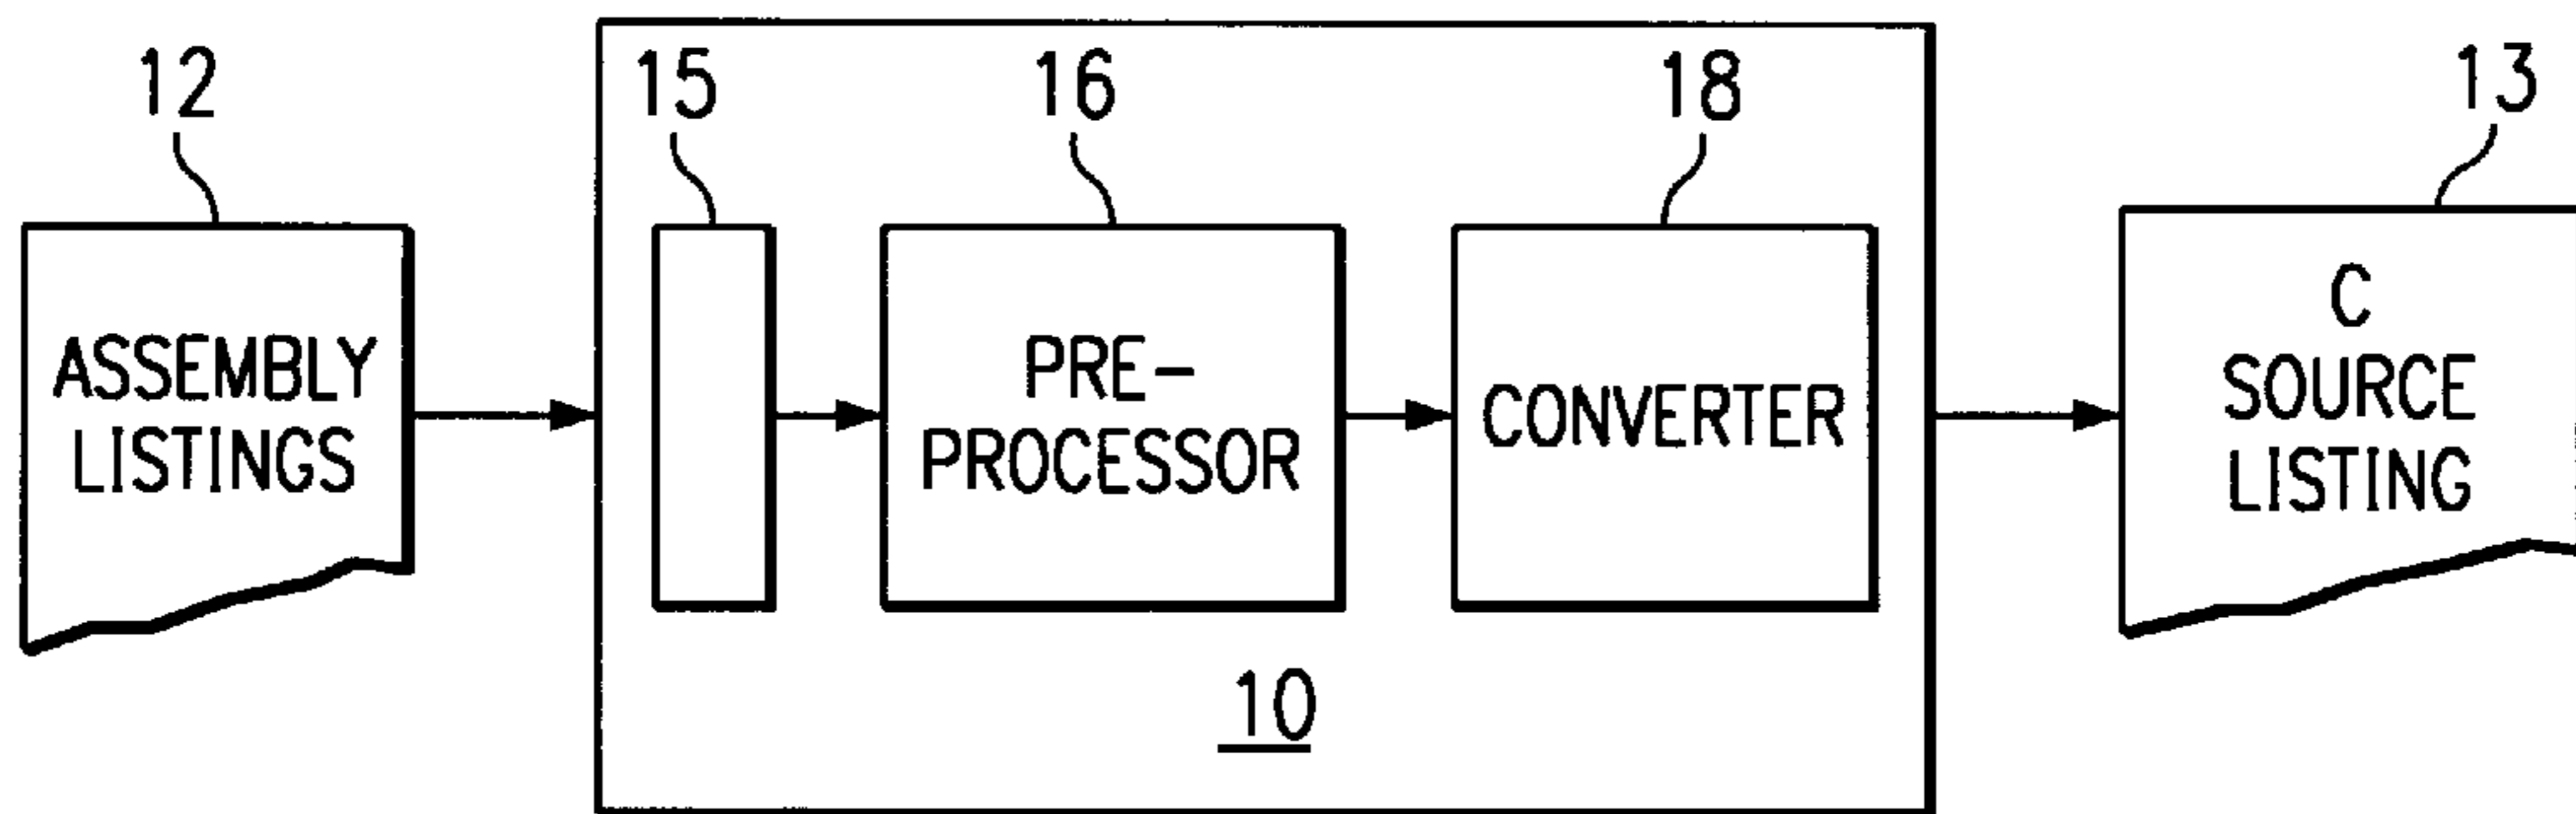 12
15
16
18
13
ASSEMBLY
LISTINGS
PRE-
PROCESSOR
CONVERTER
C
SOURCE
LISTING
10